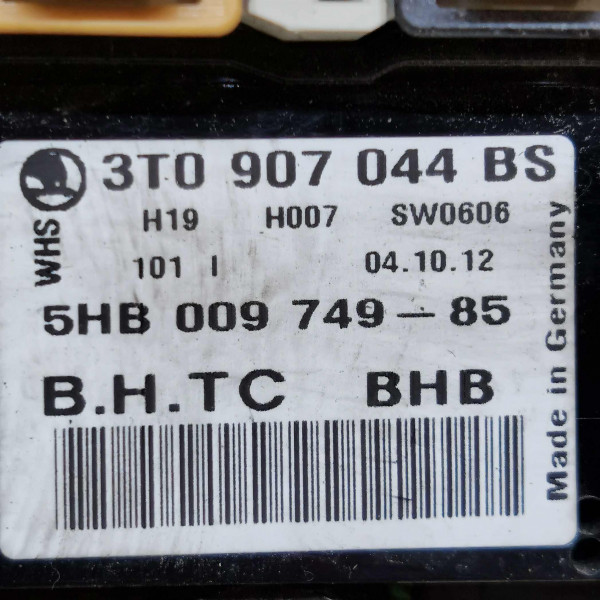 3T0 907 044 BS
H19 H007 SW0606
WHS
101 I 04.10.12
5HB 009 749-85
B.H.TC BHB
Made in Germany